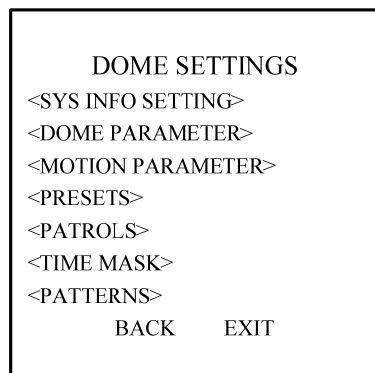 DOME SETTINGS
<SYS INFO SETTING>
<DOME PARAMETER>
<MOTION PARAMETER>
<PRESETS>
<PATROLS>
<TIME MASK>
<PATTERNS>
BACK EXIT